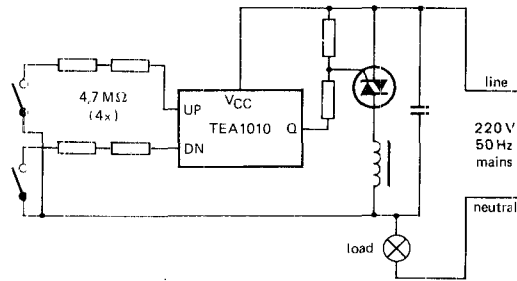 4,7 MΩ
(4x)
VCC
UP
TEA1010
Q
DN
line
220 V
50 Hz
mains
neutral
load